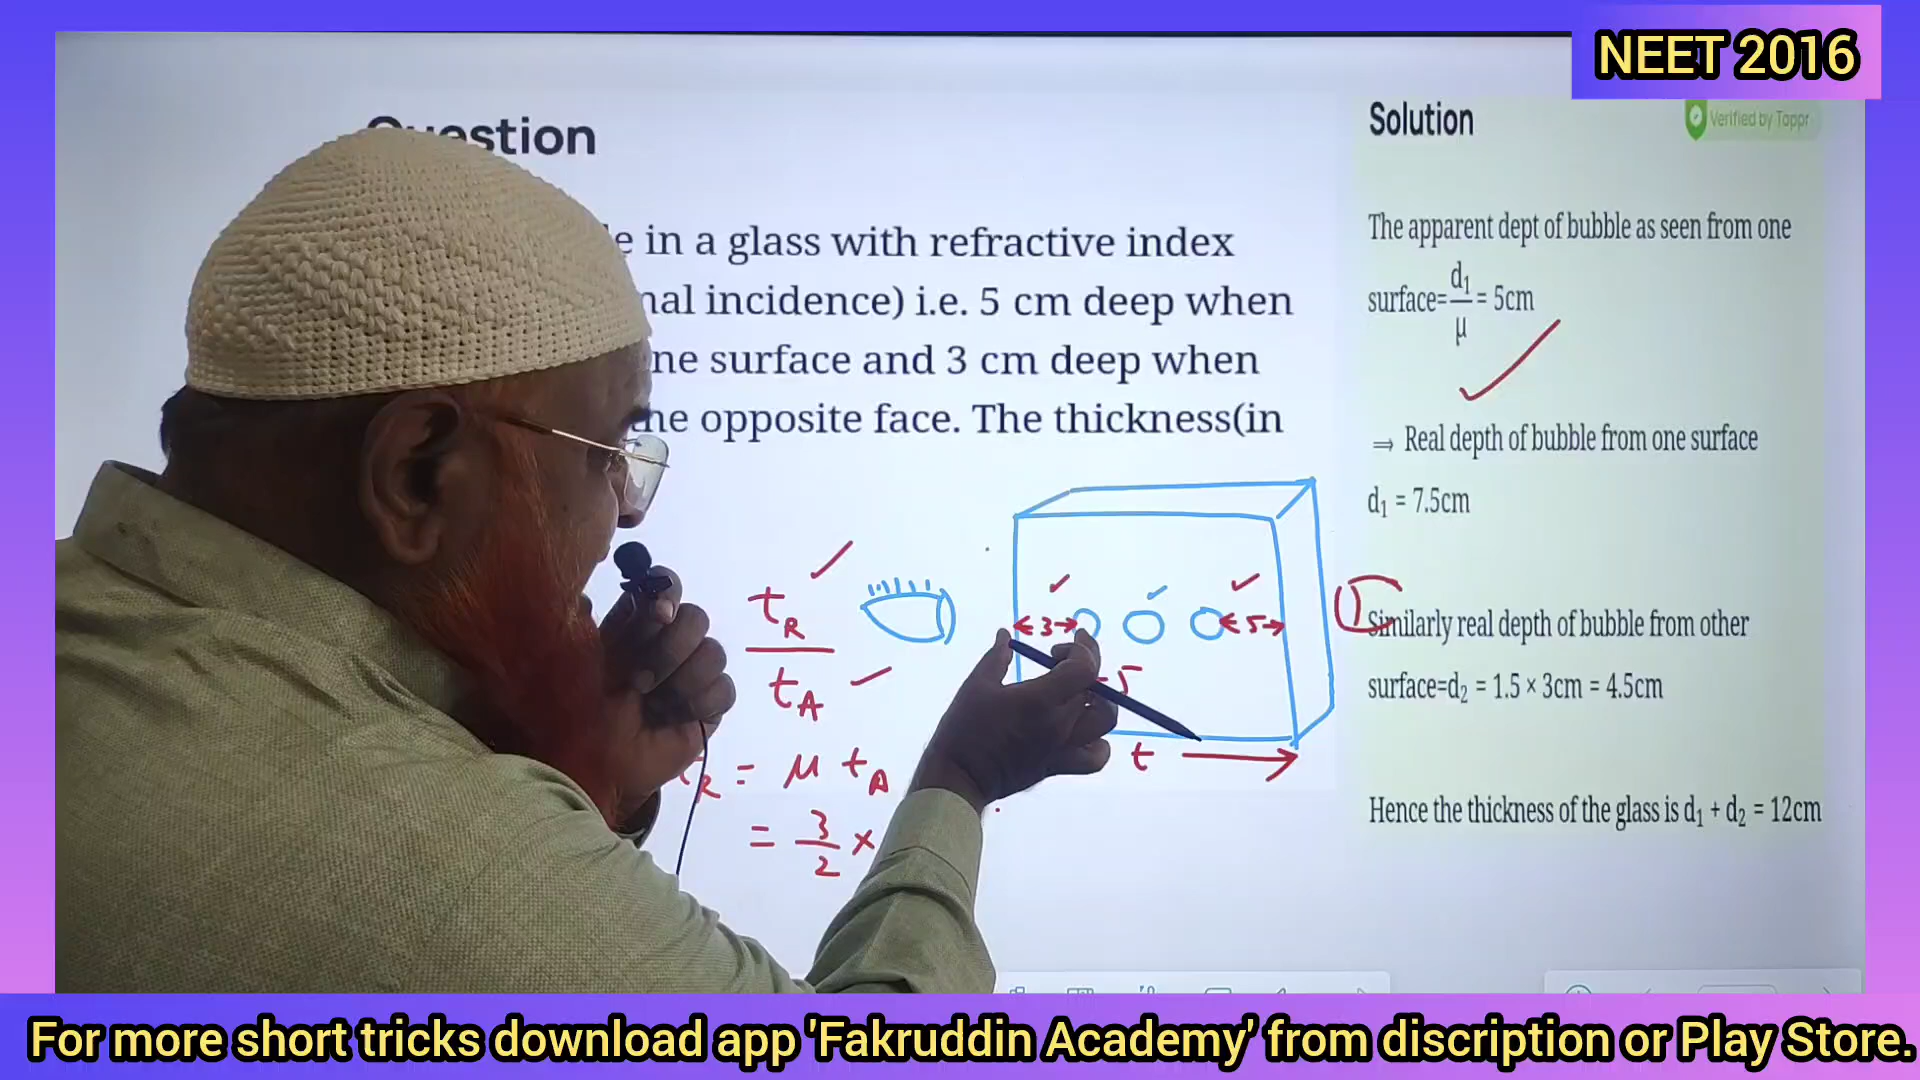 NEET 2016
Question
e in a glass with refractive index
nal incidence) i.e. 5 cm deep when
ne surface and 3 cm deep when
he opposite face. The thickness(in
tR
tA
R = μ tA
= 3/2 ×
3
5
5
t
1
Solution
Verified by Toppr
The apparent dept of bubble as seen from one
surface=d₁/μ = 5cm
⇒ Real depth of bubble from one surface
d₁ = 7.5cm
Similarly real depth of bubble from other
surface=d₂ = 1.5 × 3cm = 4.5cm
Hence the thickness of the glass is d₁ + d₂ = 12cm
For more short tricks download app 'Fakruddin Academy' from discription or Play Store.